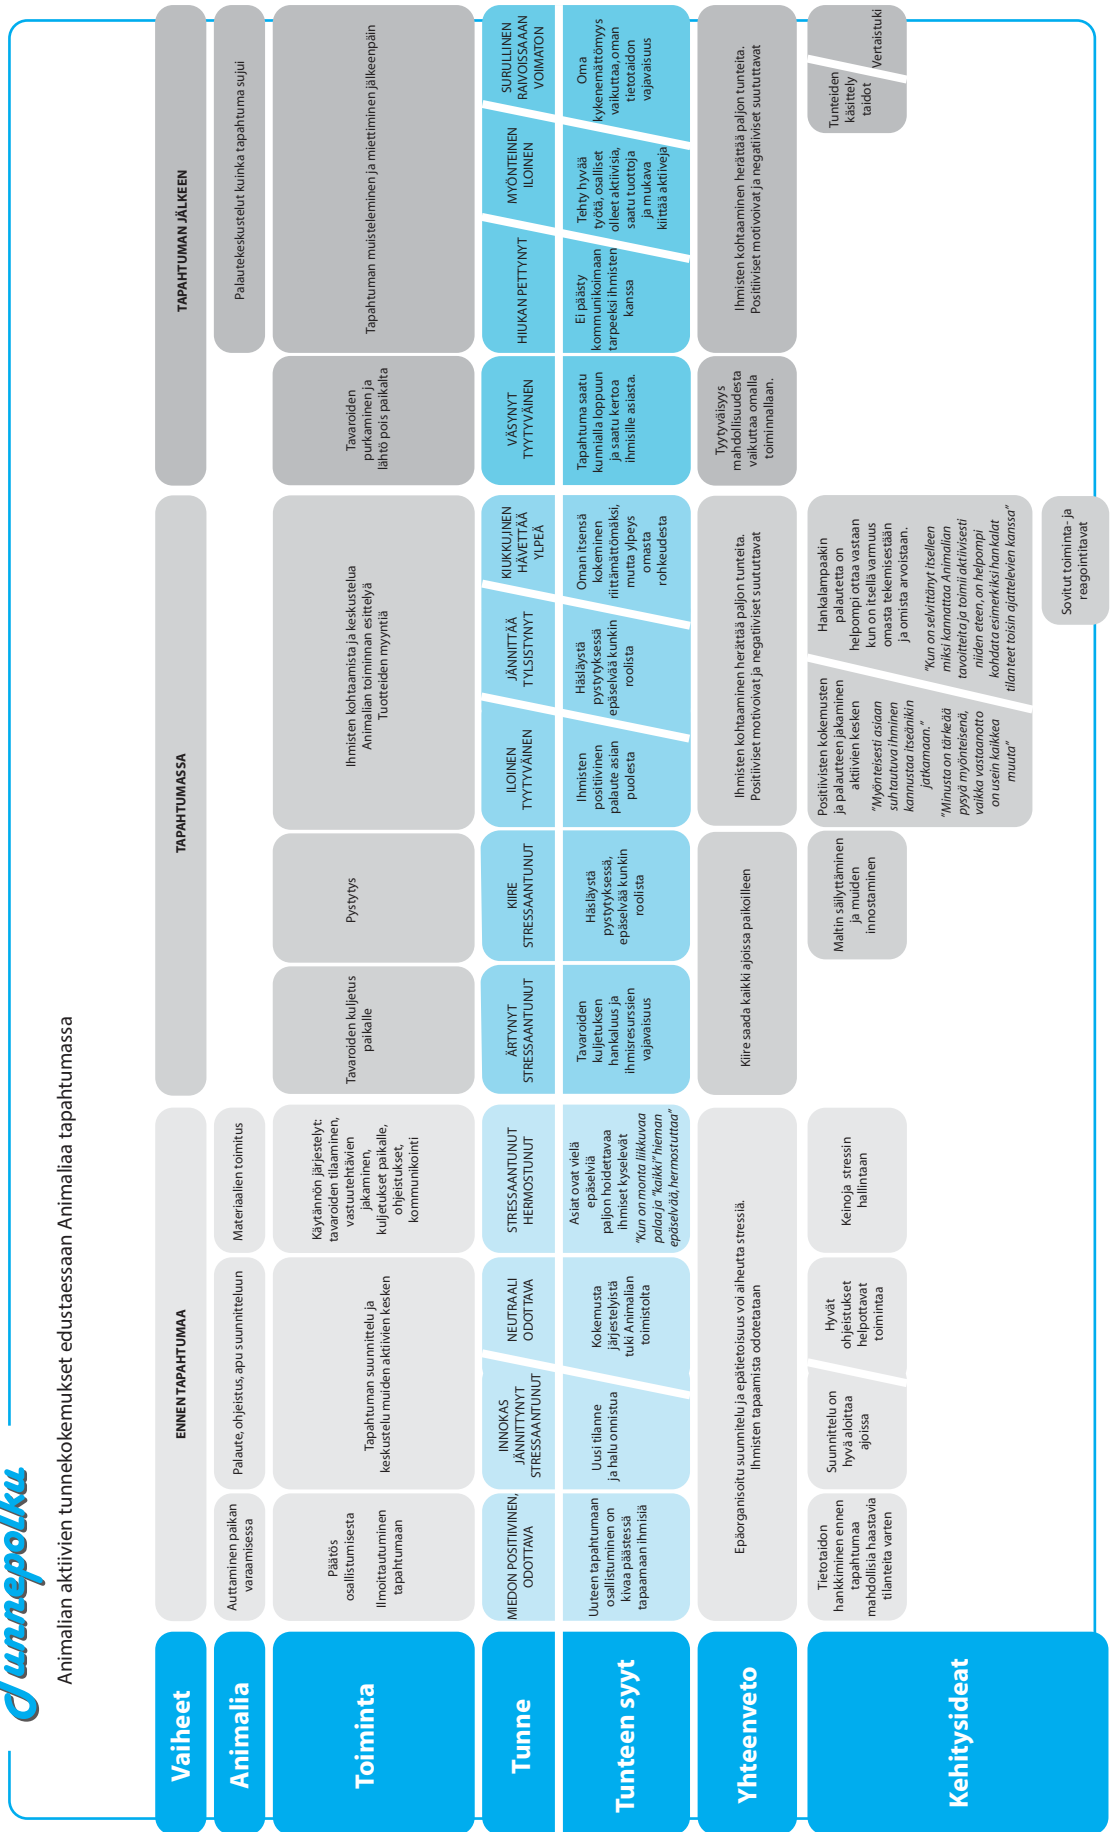 Tunnepolku
Animalian aktiivien tunnekokemukset edustaessaan Animaliaa tapahtumassa
Vaiheet
ENNEN TAPAHTUMAA
TAPAHTUMASSA
TAPAHTUMAN JÄLKEEN
Animalia
Auttaminen paikan
varaamisessa
Palaute, ohjeistus, apu suunnitteluun
Materiaalien toimitus
Palautekeskustelut kuinka tapahtuma sujui
Toiminta
Päätös
osallistumisesta
Ilmoittautuminen
tapahtumaan
Tapahtuman suunnittelu ja
keskustelu muiden aktiivien kesken
Käytännön järjestelyt:
tavaroiden tilaaminen,
vastuutehtävien
jakaminen,
kuljetukset paikalle,
ohjeistukset,
kommunikointi
Tavaroiden kuljetus
paikalle
Pystytys
Ihmisten kohtaamista ja keskustelua
Animalian toiminnan esittelyä
Tuotteiden myyntiä
Tavaroiden
purkaminen ja
lähtö pois paikalta
Tapahtuman muisteleminen ja miettiminen jälkeenpäin
Tunne
MIEDON POSITIIVINEN,
ODOTTAVA
INNOKAS
JÄNNITTYNYT
STRESSAANTUNUT
NEUTRAALI
ODOTTAVA
STRESSAANTUNUT
HERMOSTUNUT
ÄRTYNYT
STRESSAANTUNUT
KIIRE
STRESSAANTUNUT
ILOINEN
TYYTYVÄINEN
JÄNNITTÄÄ
TYLSISTYNYT
KIUKKUJNEN
HÄVETTÄÄ
YLPEÄ
VÄSYNYT
TYYTYVÄINEN
HIUKAN PETTYNYT
MYÖNTEINEN
ILOINEN
SURULLINEN
RAIVOISSAAAN
VOIMATON
Tunteen syyt
Uuteen tapahtumaan
osallistuminen on
kivaa päästessä
tapaamaan ihmisiä
Uusi tilanne
ja halu onnistua
Kokemusta
järjestelyistä
tuki Animalian
toimistolta
Asiat ovat vielä
epäselviä
paljon hoidettavaa
ihmiset kyselevät
"Kun on monta liikkuvaa
palaa ja "kaikki" hieman
epäselvää, hermostuttaa"
Tavaroiden
kuljetuksen
hankaluus ja
ihmisresurssien
vajavaisuus
Häsläystä
pystytyksessä,
epäselvää kunkin
roolista
Ihmisten
positiivinen
palaute asian
puolesta
Häsläystä
pystytyksessä
epäselvää kunkin
roolista
Oman itsensä
kokeminen
riittämättömäksi,
mutta ylpeys
omasta
rohkeudesta
Tapahtuma saatu
kunnialla loppuun
ja saatu kertoa
ihmisille asiasta.
Ei päästy
kommunikoimaan
tarpeeksi ihmisten
kanssa
Tehty hyvää
työtä, osalliset
olleet aktiivisia,
saatu tuottoja
ja mukava
kiittää aktiiveja
Oma
kykenemättömyys
vaikuttaa, oman
tietotaidon
vajavaisuus
Yhteenveto
Epäorganisoitu suunnitelu ja epätietoisuus voi aiheutta stressiä.
Ihmisten tapaamista odotetataan
Kiire saada kaikki ajoissa paikoilleen
Ihmisten kohtaaminen herättää paljon tunteita.
Positiiviset motivoivat ja negatiiviset suututtavat
Tyytyväisyys
mahdollisuudesta
vaikuttaa omalla
toiminnallaan.
Ihmisten kohtaaminen herättää paljon tunteita.
Positiiviset motivoivat ja negatiiviset suututtavat
Kehitysideat
Tietotaidon
hankkiminen ennen
tapahtumaa
mahdollisia haastavia
tilanteita varten
Suunnittelu on
hyvä aloittaa
ajoissa
Hyvät
ohjeistukset
helpottavat
toimintaa
Keinoja stressin
hallintaan
Maltin säilyttäminen
ja muiden
innostaminen
Positivisten kokemusten
ja palautteen jakaminen
aktiivien kesken
"Myönteisesti asiaan
suhtautuva ihminen
kannustaa itseänikin
jatkamaan."
"Minusta on tärkeää
pysyä myönteisenä,
vaikka vastaanotto
on usein kaikkea
muuta"
Hankalampaakin
palautetta on
helpompi ottaa vastaan
kun on itsellä varmuus
omasta tekemisestään
ja omista arvoistaan.
"Kun on selvittänyt itselleen
miksi kannattaa Animalian
tavoitteita ja toimii aktiivisesti
niiden eteen, on helpompi
kohdata esimerkiksi hankalat
tilanteet toisin ajattelevien kanssa"
Sovitut toiminta- ja
reagointitavat
Tunteiden
käsittely
taidot
Vertaistuki